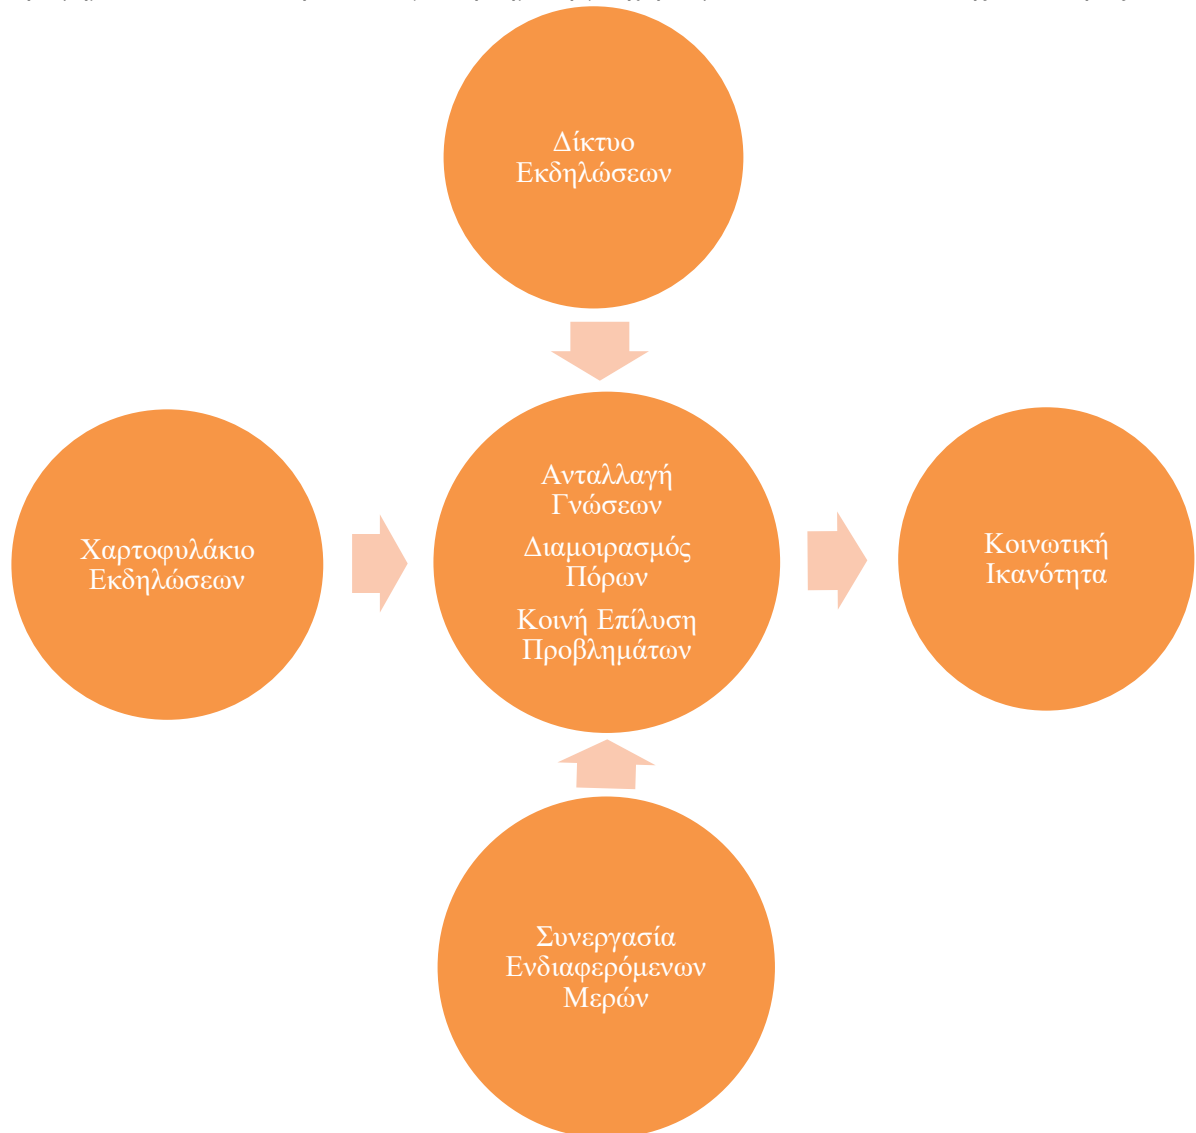 Δίκτυο
Εκδηλώσεων
Χαρτοφυλάκιο
Εκδηλώσεων
Ανταλλαγή
Γνώσεων
Διαμοιρασμός
Πόρων
Κοινή Επίλυση
Προβλημάτων
Κοινωτική
Ικανότητα
Συνεργασία
Ενδιαφερόμενων
Μερών